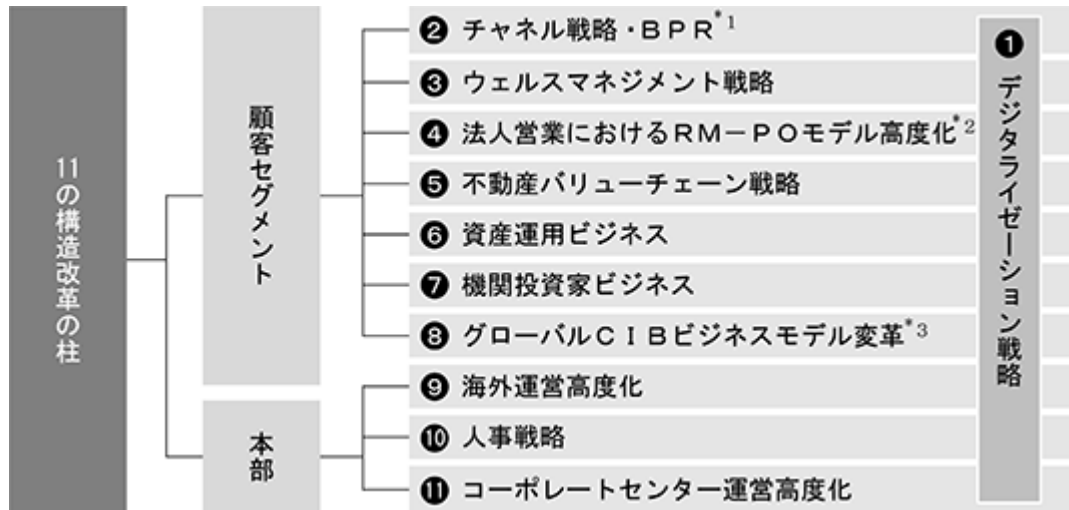 11の構造改革の柱
顧客セグメント
❷ チャネル戦略・BPR*1
❸ ウェルスマネジメント戦略
❹ 法人営業におけるRM-POモデル高度化*2
❺ 不動産バリューチェーン戦略
❻ 資産運用ビジネス
❼ 機関投資家ビジネス
❽ グローバルCIBビジネスモデル変革*3
本部
❾ 海外運営高度化
❿ 人事戦略
⓫ コーポレートセンター運営高度化
❶ デジタライゼーション戦略